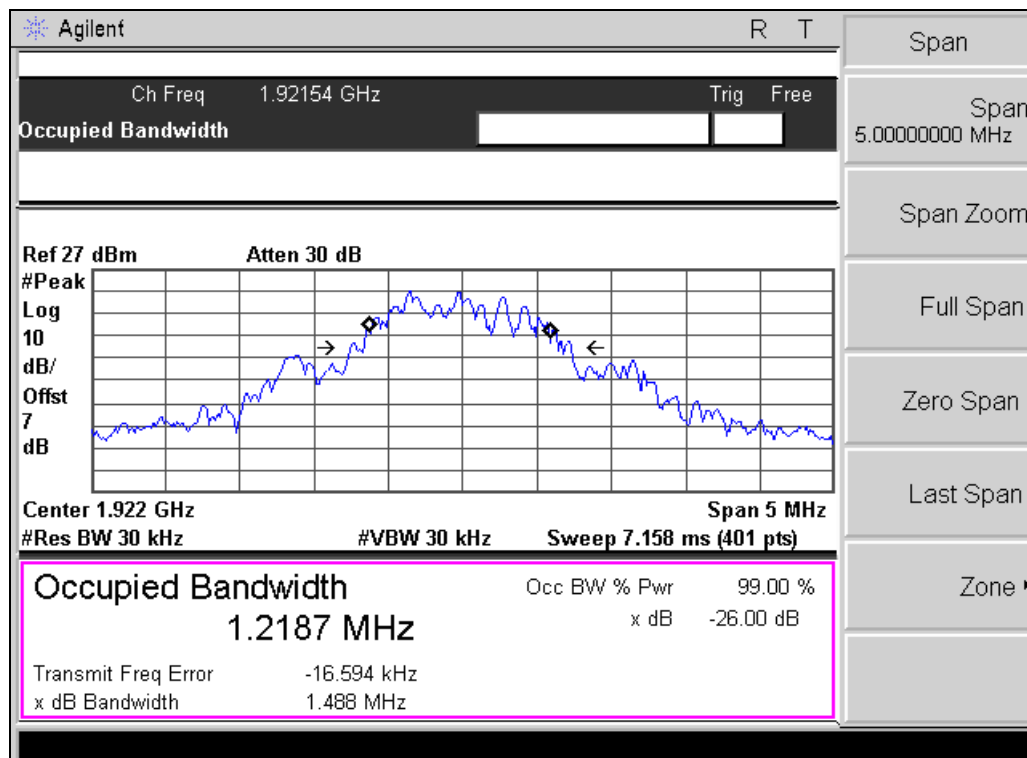 Agilent R T
Span
Ch Freq 1.92154 GHz Trig Free
Occupied Bandwidth
Span
5.00000000 MHz
Span Zoom
Full Span
Zero Span
Last Span
Zone
Ref 27 dBm Atten 30 dB
#Peak
Log
10
dB/
Offst
7
dB
Center 1.922 GHz Span 5 MHz
#Res BW 30 kHz #VBW 30 kHz Sweep 7.158 ms (401 pts)
Occupied Bandwidth Occ BW % Pwr 99.00 %
1.2187 MHz x dB -26.00 dB
Transmit Freq Error -16.594 kHz
x dB Bandwidth 1.488 MHz